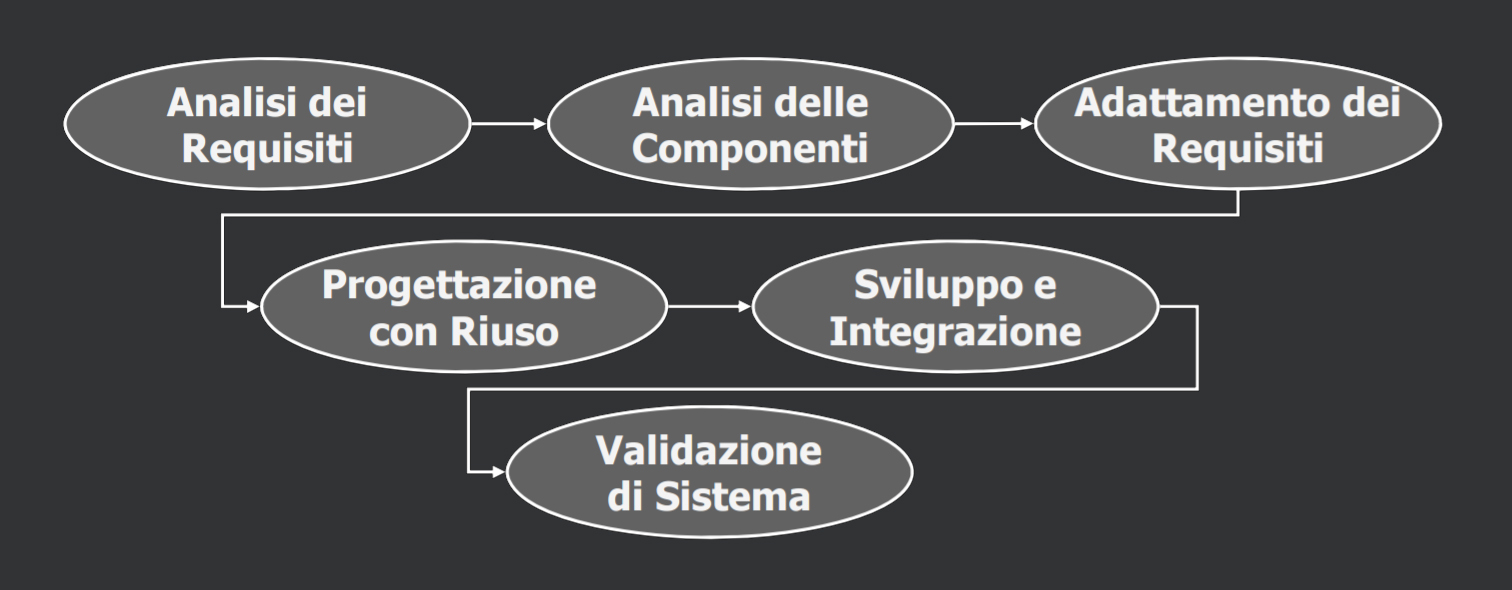 Analisi dei
Requisiti
Analisi delle
Componenti
Adattamento dei
Requisiti
Progettazione
con Riuso
Sviluppo e
Integrazione
Validazione
di Sistema